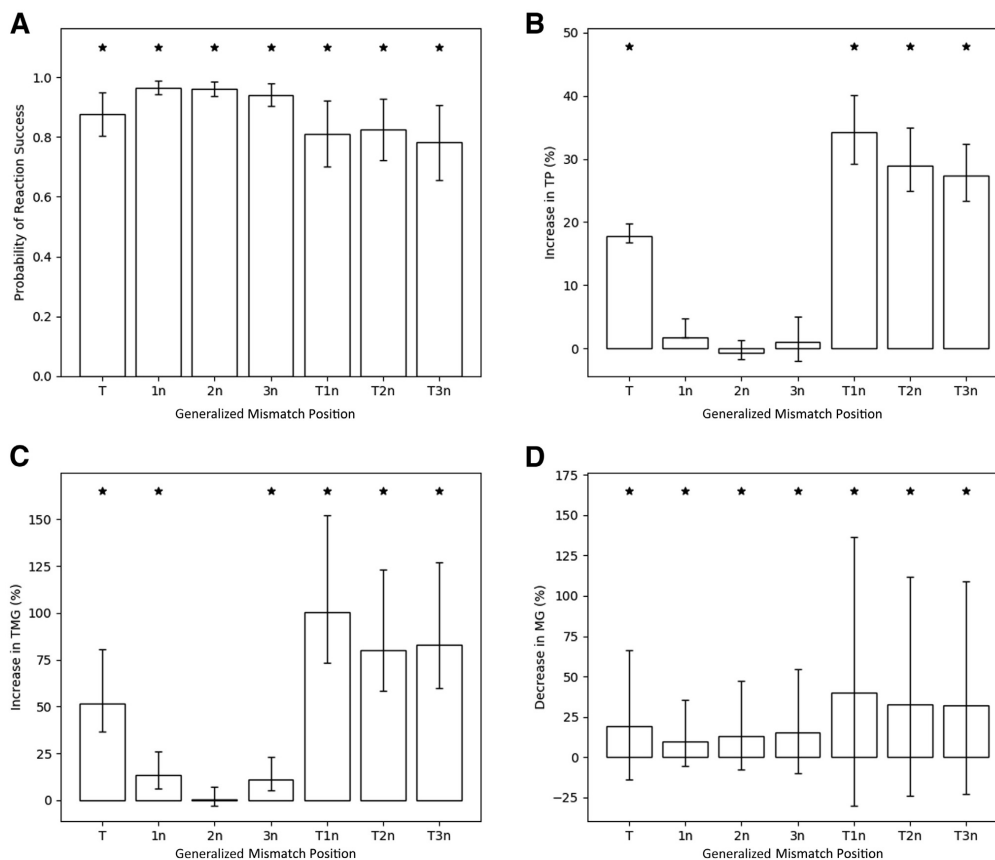 A
Probability of Reaction Success
1.0
0.8
0.6
0.4
0.2
0.0
T 1n 2n 3n T1n T2n T3n
Generalized Mismatch Position
B
Increase in TP (%)
50
40
30
20
10
0
T 1n 2n 3n T1n T2n T3n
Generalized Mismatch Position
C
Increase in TMG (%)
150
125
100
75
50
25
0
T 1n 2n 3n T1n T2n T3n
Generalized Mismatch Position
D
Decrease in MG (%)
175
150
125
100
75
50
25
0
−25
T 1n 2n 3n T1n T2n T3n
Generalized Mismatch Position